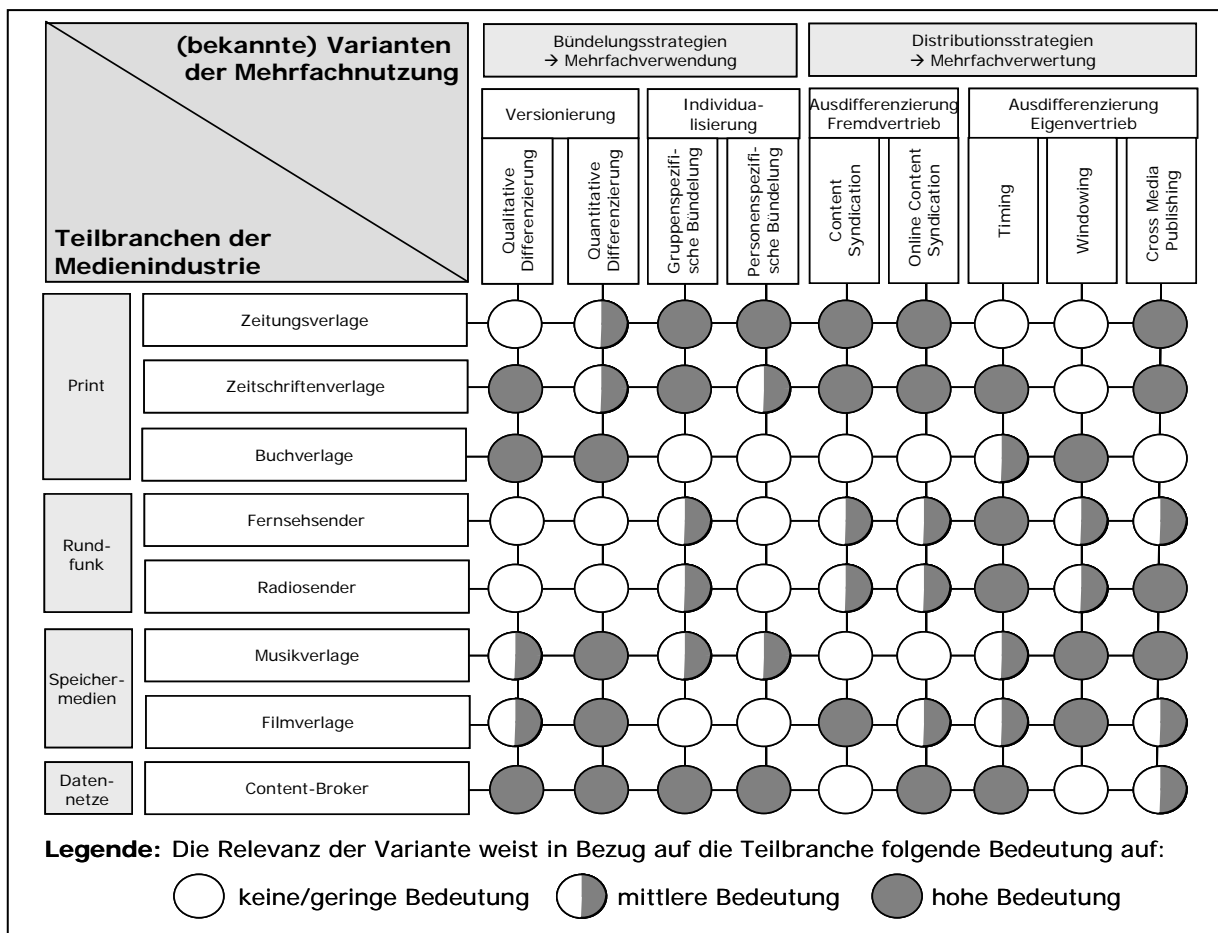 (bekannte) Varianten
der Mehrfachnutzung
Teilbranchen der
Medienindustrie
Bündelungsstrategien
→ Mehrfachverwendung
Distributionsstrategien
→ Mehrfachverwertung
Versionierung
Individua-
lisierung
Ausdifferenzierung
Fremdvertrieb
Ausdifferenzierung
Eigenvertrieb
Qualitative
Differenzierung
Quantitative
Differenzierung
Gruppenspezifi-
sche Bündelung
Personenspezifi-
sche Bündelung
Content
Syndication
Online Content
Syndication
Timing
Windowing
Cross Media
Publishing
Print
Zeitungsverlage
Zeitschriftenverlage
Buchverlage
Rund-
funk
Fernsehsender
Radiosender
Speicher-
medien
Musikverlage
Filmverlage
Daten-
netze
Content-Broker
Legende: Die Relevanz der Variante weist in Bezug auf die Teilbranche folgende Bedeutung auf:
keine/geringe Bedeutung
mittlere Bedeutung
hohe Bedeutung